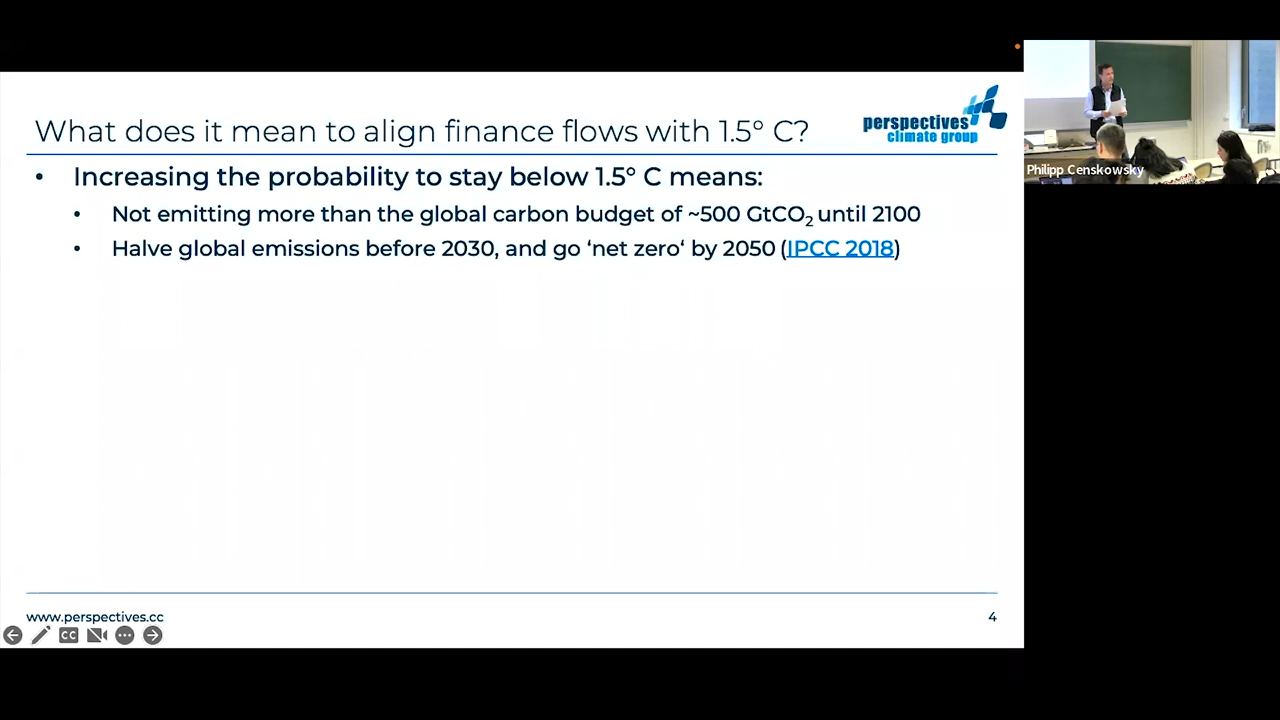 What does it mean to align finance flows with 1.5° C?
perspectives
climate group
• Increasing the probability to stay below 1.5° C means:
• Not emitting more than the global carbon budget of ~500 GtCO₂ until 2100
• Halve global emissions before 2030, and go ‘net zero‘ by 2050 (IPCC 2018)
www.perspectives.cc
4
CC
Philipp Censkowsky